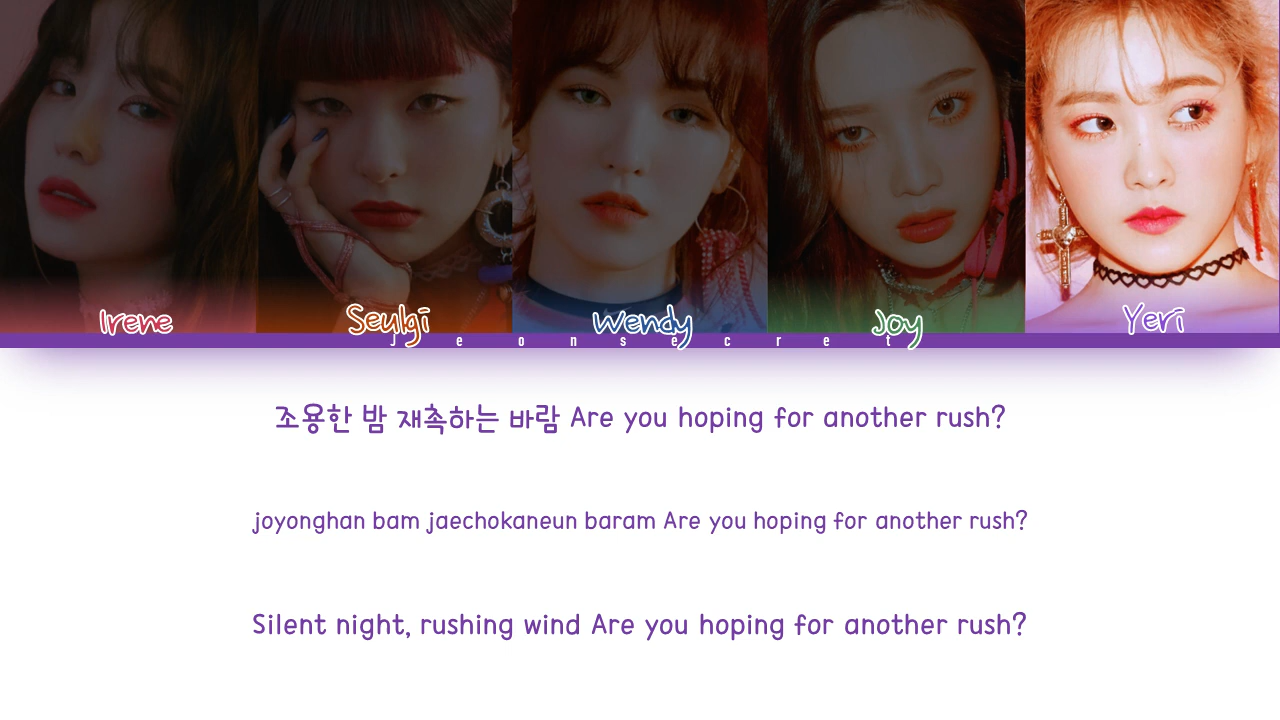 Irene
Seulgi
Wendy
Joy
Yeri
jeonsecret
조용한 밤 재촉하는 바람 Are you hoping for another rush?
joyonghan bam jaechokaneun baram Are you hoping for another rush?
Silent night, rushing wind Are you hoping for another rush?